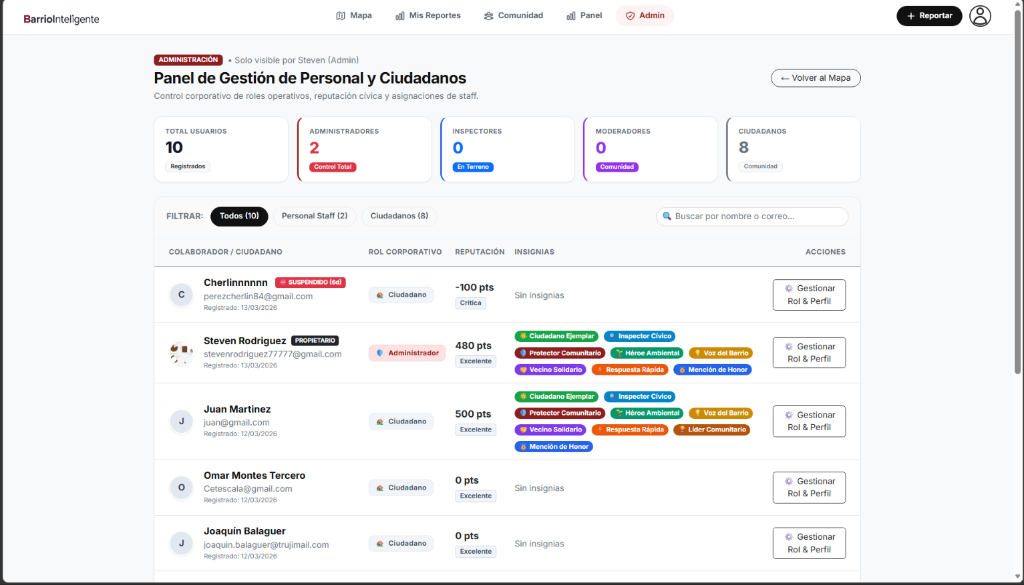 BarrioInteligente
Mapa
Mis Reportes
Comunidad
Panel
Admin
+ Reportar
ADMINISTRACIÓN • Solo visible por Steven (Admin)
Panel de Gestión de Personal y Ciudadanos
Control corporativo de roles operativos, reputación cívica y asignaciones de staff.
← Volver al Mapa
TOTAL USUARIOS
10
Registrados
ADMINISTRADORES
2
Control Total
INSPECTORES
0
En Terreno
MODERADORES
0
Comunidad
CIUDADANOS
8
Comunidad
FILTRAR: Todos (10) Personal Staff (2) Ciudadanos (8)
Buscar por nombre o correo...
COLABORADOR / CIUDADANO ROL CORPORATIVO REPUTACIÓN INSIGNIAS ACCIONES
C
Cherlinnnnnn SUSPENDIDO (6d)
perezcherlin84@gmail.com
Registrado: 13/03/2026
Ciudadano
-100 pts
Crítica
Sin insignias
Gestionar
Rol & Perfil
Steven Rodriguez PROPIETARIO
stevenrodriguez77777@gmail.com
Registrado: 13/03/2026
Administrador
480 pts
Excelente
Ciudadano Ejemplar Inspector Cívico
Protector Comunitario Héroe Ambiental Voz del Barrio
Vecino Solidario Respuesta Rápida Mención de Honor
Gestionar
Rol & Perfil
J
Juan Martinez
juan@gmail.com
Registrado: 12/03/2026
Ciudadano
500 pts
Excelente
Ciudadano Ejemplar Inspector Cívico
Protector Comunitario Héroe Ambiental Voz del Barrio
Vecino Solidario Respuesta Rápida Líder Comunitario
Mención de Honor
Gestionar
Rol & Perfil
O
Omar Montes Tercero
Cetescala@gmail.com
Registrado: 12/03/2026
Ciudadano
0 pts
Excelente
Sin insignias
Gestionar
Rol & Perfil
J
Joaquín Balaguer
joaquin.balaguer@trujimail.com
Registrado: 12/03/2026
Ciudadano
0 pts
Excelente
Sin insignias
Gestionar
Rol & Perfil